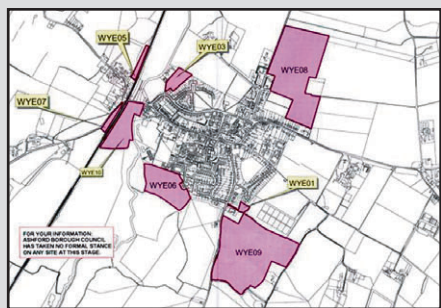 WYE05
WYE03
WYE08
WYE07
WYE10
WYE06
WYE01
WYE09
FOR YOUR INFORMATION:
ASHFORD BOROUGH COUNCIL
HAS TAKEN NO FORMAL STANCE
ON ANY SITE AT THIS STAGE.